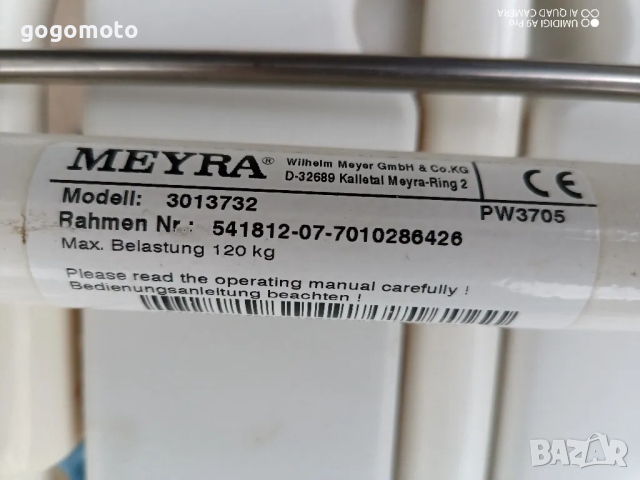 gogomoto
UMIDIGI A9 Pro
AI QUAD CAMERA
MEYRA®
Wilhelm Meyer GmbH & Co.KG
D-32689 Kalletal Meyra-Ring 2
CE
Modell: 3013732
PW3705
Rahmen Nr.: 541812-07-7010286426
Max. Belastung 120 kg
Please read the operating manual carefully !
Bedienungsanleitung beachten !
BAZAR